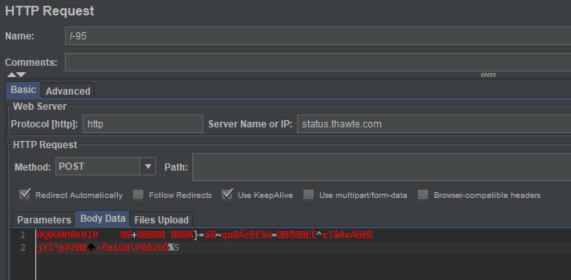 HTTP Request
Name: /-95
Comments:
Basic Advanced
Web Server
Protocol [http]: http Server Name or IP: status.thawte.com
HTTP Request
Method: POST Path:
Redirect Automatically Follow Redirects Use KeepAlive Use multipart/form-data Browser-compatible headers
Parameters Body Data Files Upload
1 0Q0O0M0K0I0
2